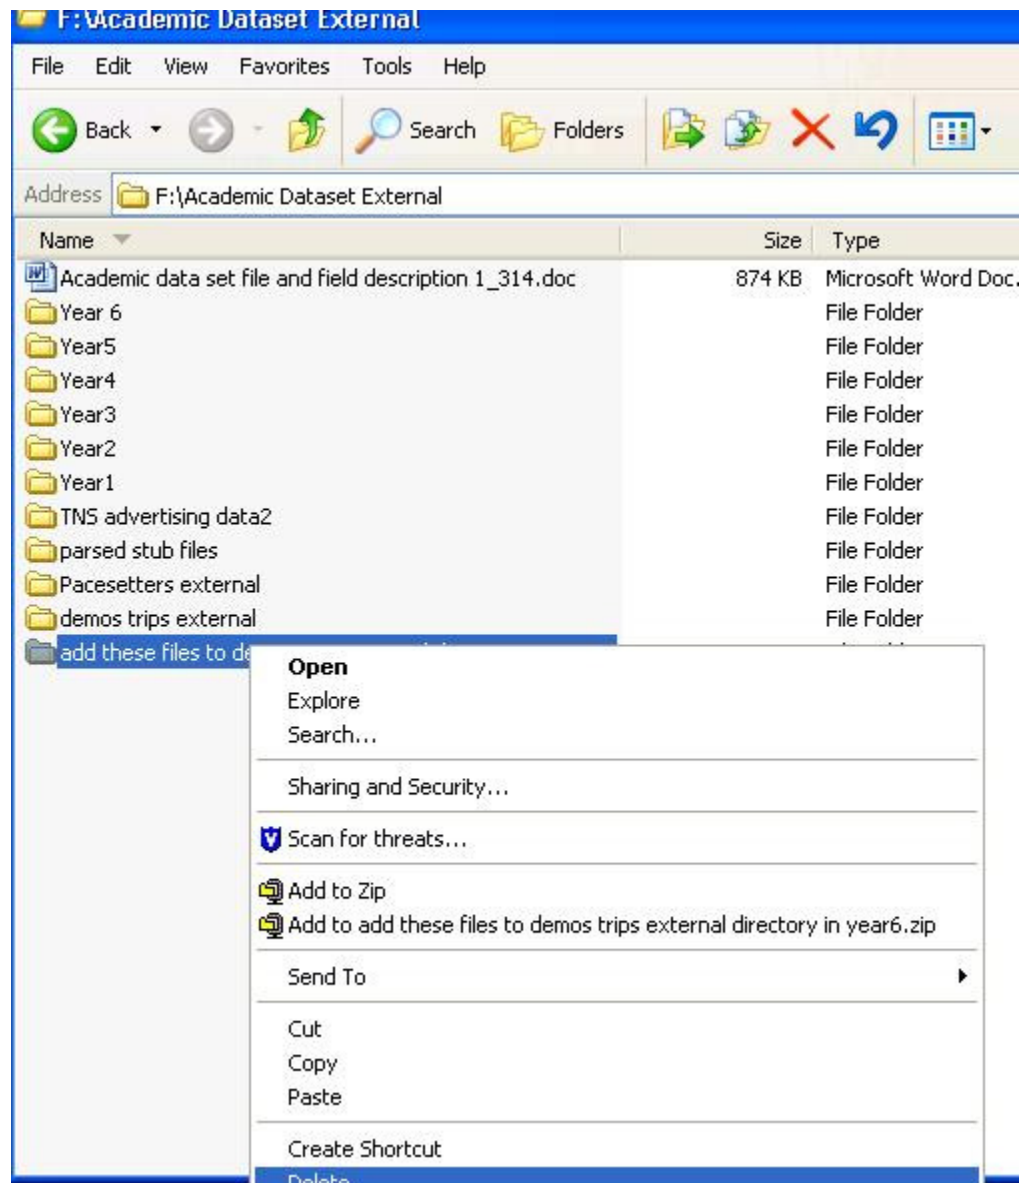 F:\Academic Dataset External
File Edit View Favorites Tools Help
Back Search Folders
Address F:\Academic Dataset External
Name Size Type
Academic data set file and field description 1_314.doc 874 KB Microsoft Word Doc.
Year 6 File Folder
Year5 File Folder
Year4 File Folder
Year3 File Folder
Year2 File Folder
Year1 File Folder
TNS advertising data2 File Folder
parsed stub files File Folder
Pacesetters external File Folder
demos trips external File Folder
add these files to de
Open
Explore
Search...
Sharing and Security...
Scan for threats...
Add to Zip
Add to add these files to demos trips external directory in year6.zip
Send To
Cut
Copy
Paste
Create Shortcut
Delete